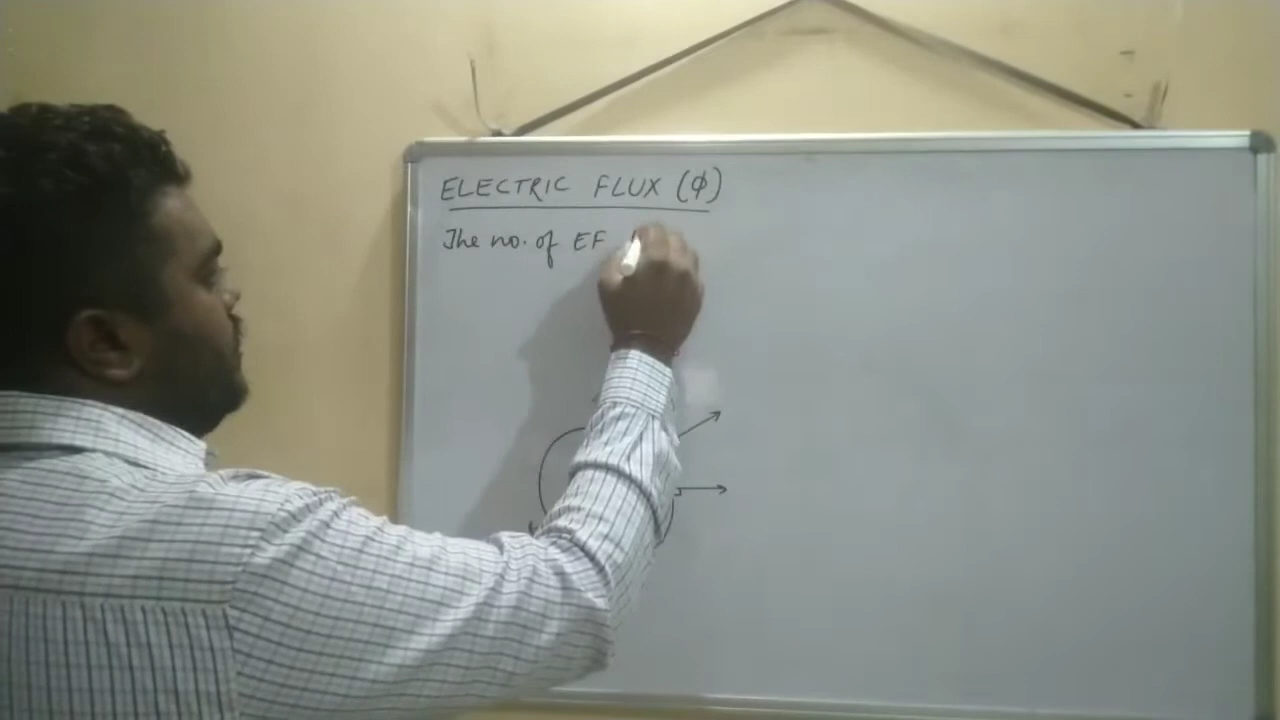 ELECTRIC FLUX (ϕ)
The no. of EF